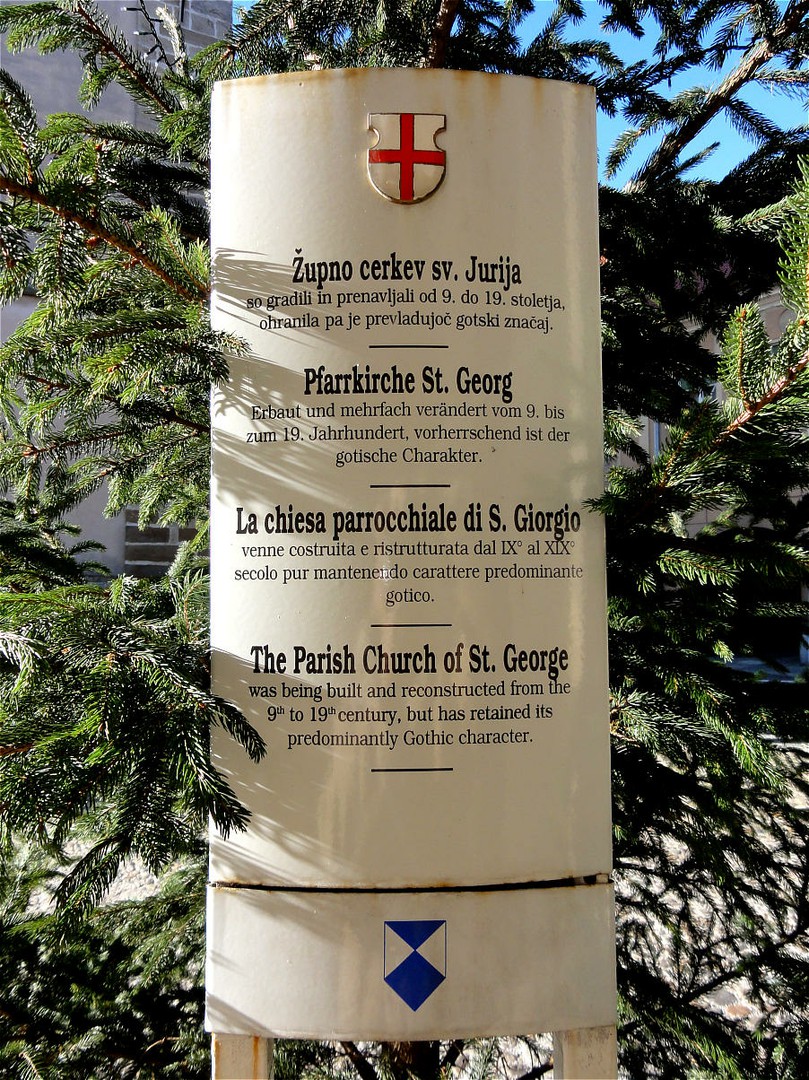 Župno cerkev sv. Jurija
so gradili in prenavljali od 9. do 19. stoletja,
ohranila pa je prevladujoč gotski značaj.
Pfarrkirche St. Georg
Erbaut und mehrfach verändert vom 9. bis
zum 19. Jahrhundert, vorherrschend ist der
gotische Charakter.
La chiesa parrocchiale di S. Giorgio
venne costruita e ristrutturata dal IX° al XIX°
secolo pur mantenendo carattere predominante
gotico.
The Parish Church of St. George
was being built and reconstructed from the
9th to 19th century, but has retained its
predominantly Gothic character.